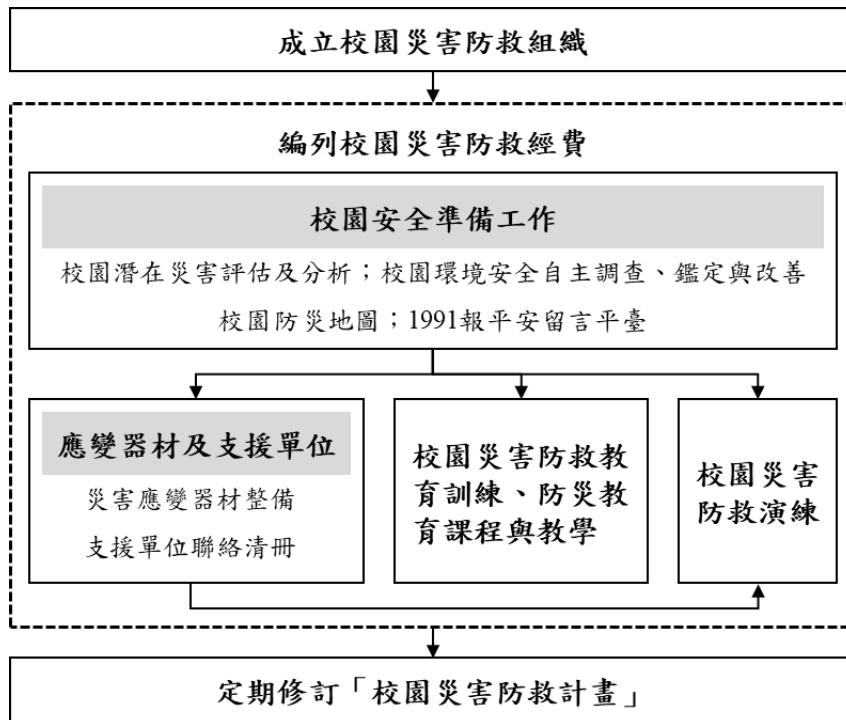 成立校園災害防救組織
編列校園災害防救經費
校園安全準備工作
校園潛在災害評估及分析；校園環境安全自主調查、鑑定與改善
校園防災地圖；1991報平安留言平臺
應變器材及支援單位
災害應變器材整備
支援單位聯絡清冊
校園災害防救教
育訓練、防災教
育課程與教學
校園災害
防救演練
定期修訂「校園災害防救計畫」